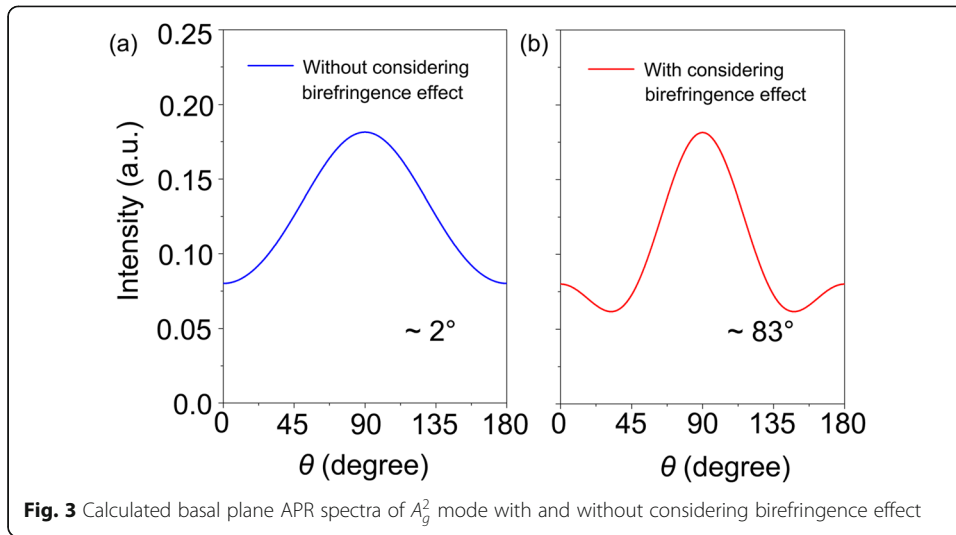 (a)
0.25
0.20
0.15
0.10
0.05
0.0
Intensity (a.u.)
Without considering
birefringence effect
~ 2°
0 45 90 135 180
θ (degree)
(b)
With considering
birefringence effect
~ 83°
0 45 90 135 180
θ (degree)
Fig. 3 Calculated basal plane APR spectra of A²g mode with and without considering birefringence effect